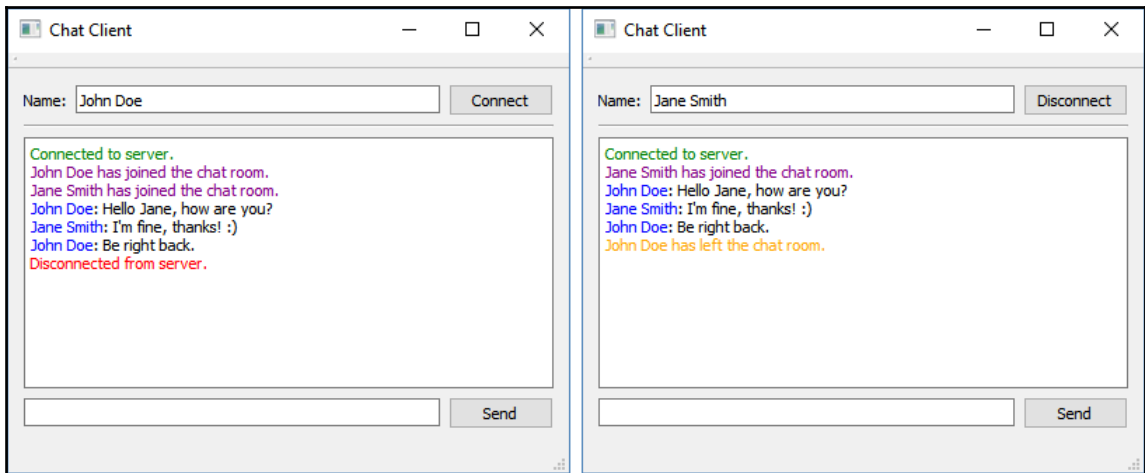 Chat Client
Name: John Doe Connect
Connected to server.
John Doe has joined the chat room.
Jane Smith has joined the chat room.
John Doe: Hello Jane, how are you?
Jane Smith: I'm fine, thanks! :)
John Doe: Be right back.
Disconnected from server.
Send
Chat Client
Name: Jane Smith Disconnect
Connected to server.
Jane Smith has joined the chat room.
John Doe: Hello Jane, how are you?
Jane Smith: I'm fine, thanks! :)
John Doe: Be right back.
John Doe has left the chat room.
Send